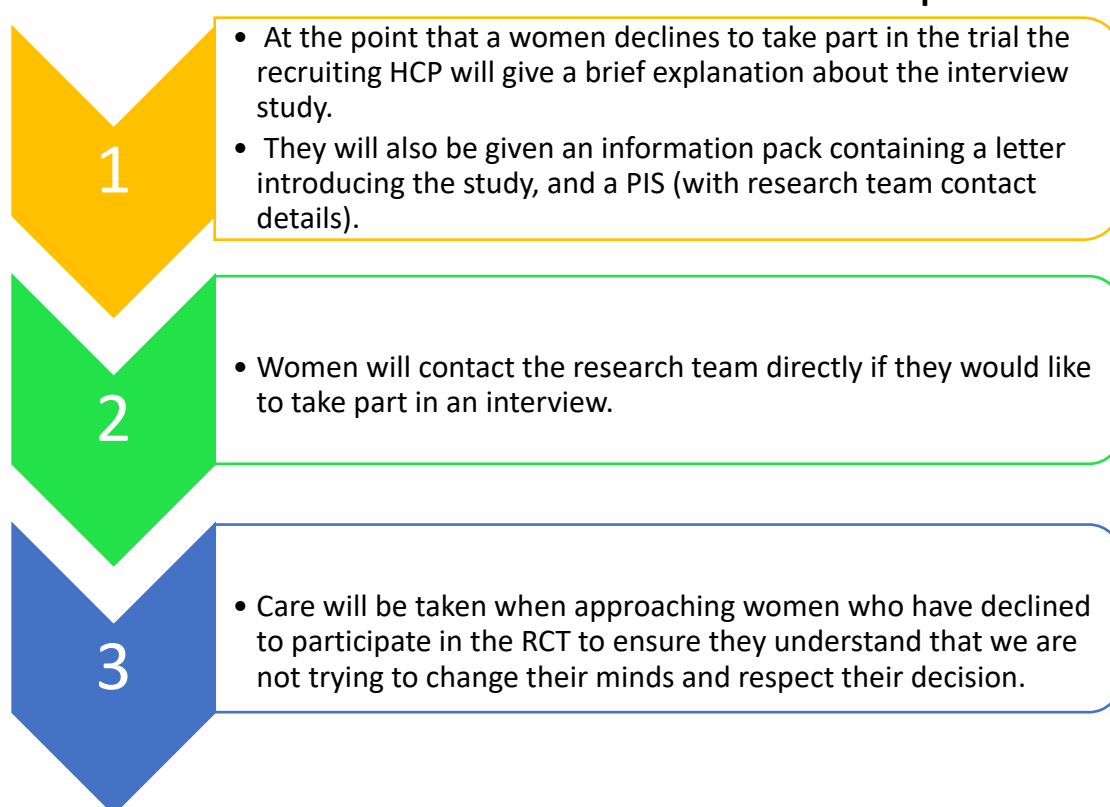 • At the point that a women declines to take part in the trial the
recruiting HCP will give a brief explanation about the interview
study.
• They will also be given an information pack containing a letter
introducing the study, and a PIS (with research team contact
details).
1
• Women will contact the research team directly if they would like
to take part in an interview.
2
• Care will be taken when approaching women who have declined
to participate in the RCT to ensure they understand that we are
not trying to change their minds and respect their decision.
3